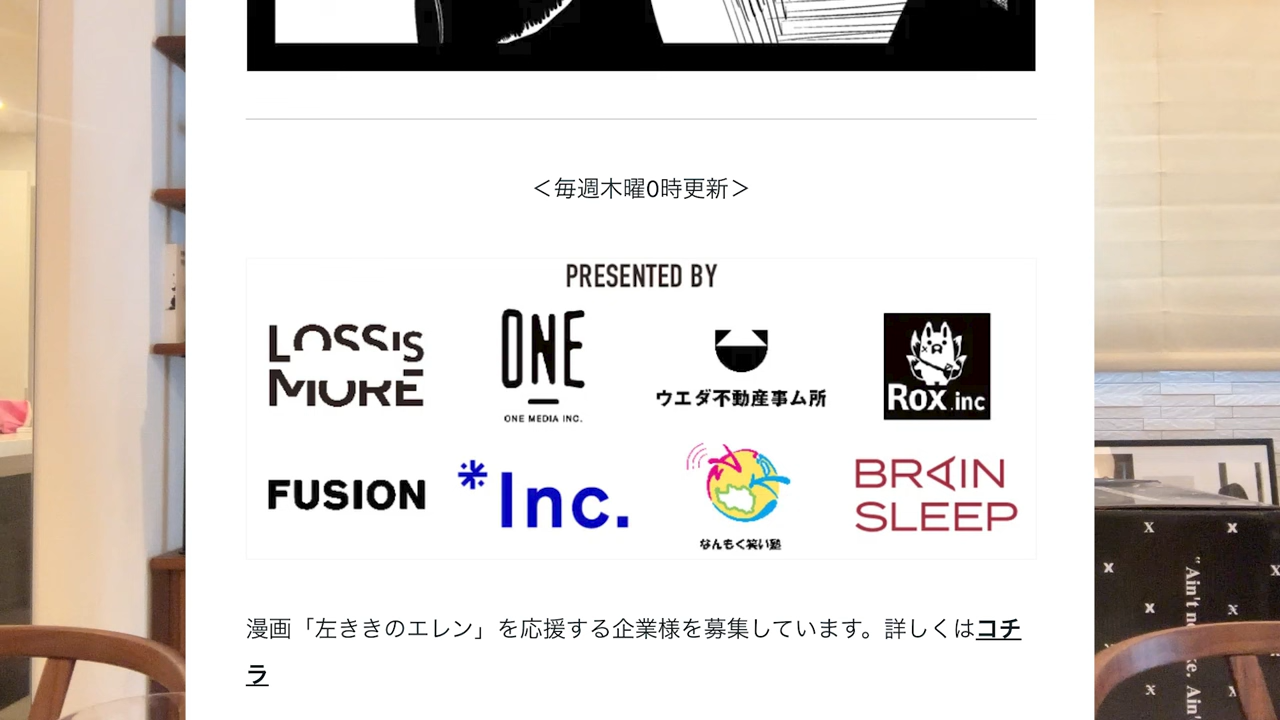 ＜毎週木曜0時更新＞
PRESENTED BY
LOSS IS
MORE
ONE
ONE MEDIA INC.
ウエダ不動産事ム所
Rox.inc
FUSION
*Inc.
なんもく笑い塾
BRAIN
SLEEP
漫画「左ききのエレン」を応援する企業様を募集しています。詳しくはコチ
ラ
"Ain't
Ain'